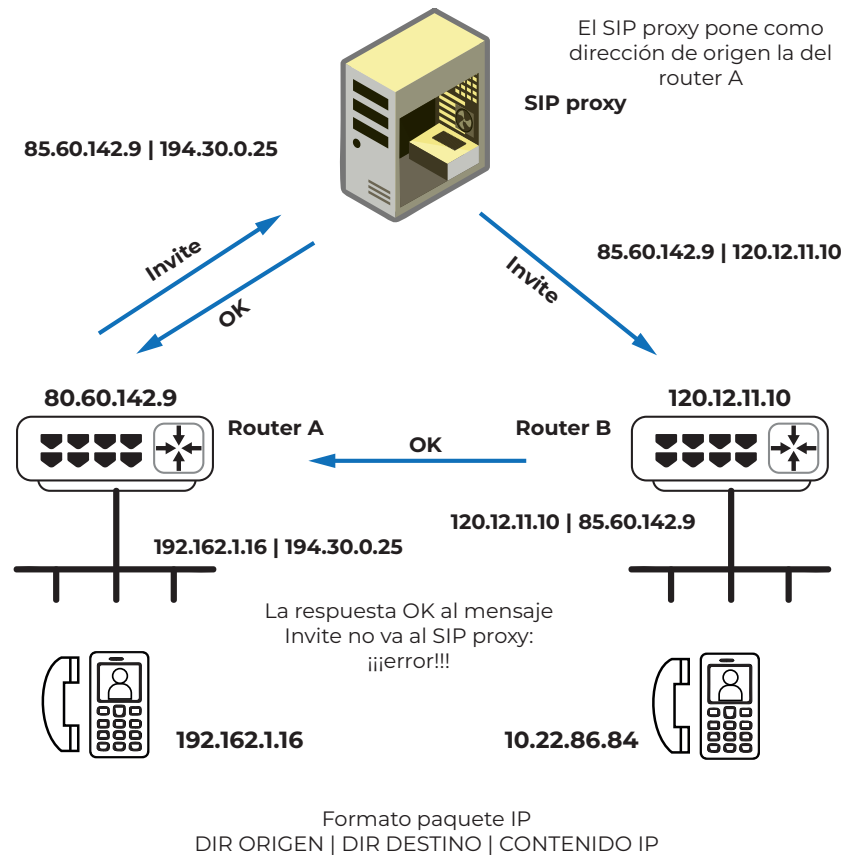 El SIP proxy pone como
dirección de origen la del
router A
SIP proxy
85.60.142.9 | 194.30.0.25
Invite
OK
Invite
85.60.142.9 | 120.12.11.10
80.60.142.9
Router A
OK
Router B
120.12.11.10
120.12.11.10 | 85.60.142.9
192.162.1.16 | 194.30.0.25
La respuesta OK al mensaje
Invite no va al SIP proxy:
¡¡¡error!!!
192.162.1.16
10.22.86.84
Formato paquete IP
DIR ORIGEN | DIR DESTINO | CONTENIDO IP